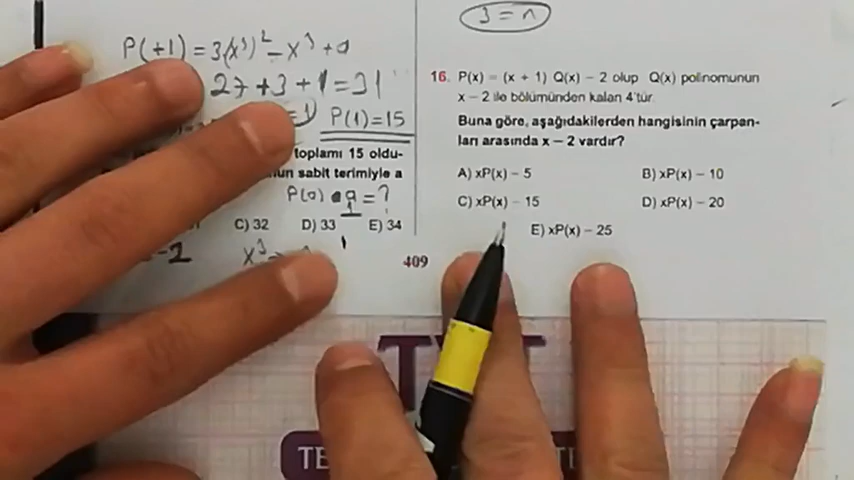 3 = n
P(+1) = 3(x³)² - x³ + a
27 + 3 + 1 = 31
P(1) = 15
toplamı 15 oldu-
nun sabit terimiyle a
P(0) . a = ?
1
C) 32 D) 33 E) 34
-2 x³
409
16. P(x) = (x + 1) Q(x) – 2 olup Q(x) polinomunun
x – 2 ile bölümünden kalan 4'tür.
Buna göre, aşağıdakilerden hangisinin çarpan-
ları arasında x – 2 vardır?
A) xP(x) – 5 B) xP(x) – 10
C) xP(x) – 15 D) xP(x) – 20
E) xP(x) – 25